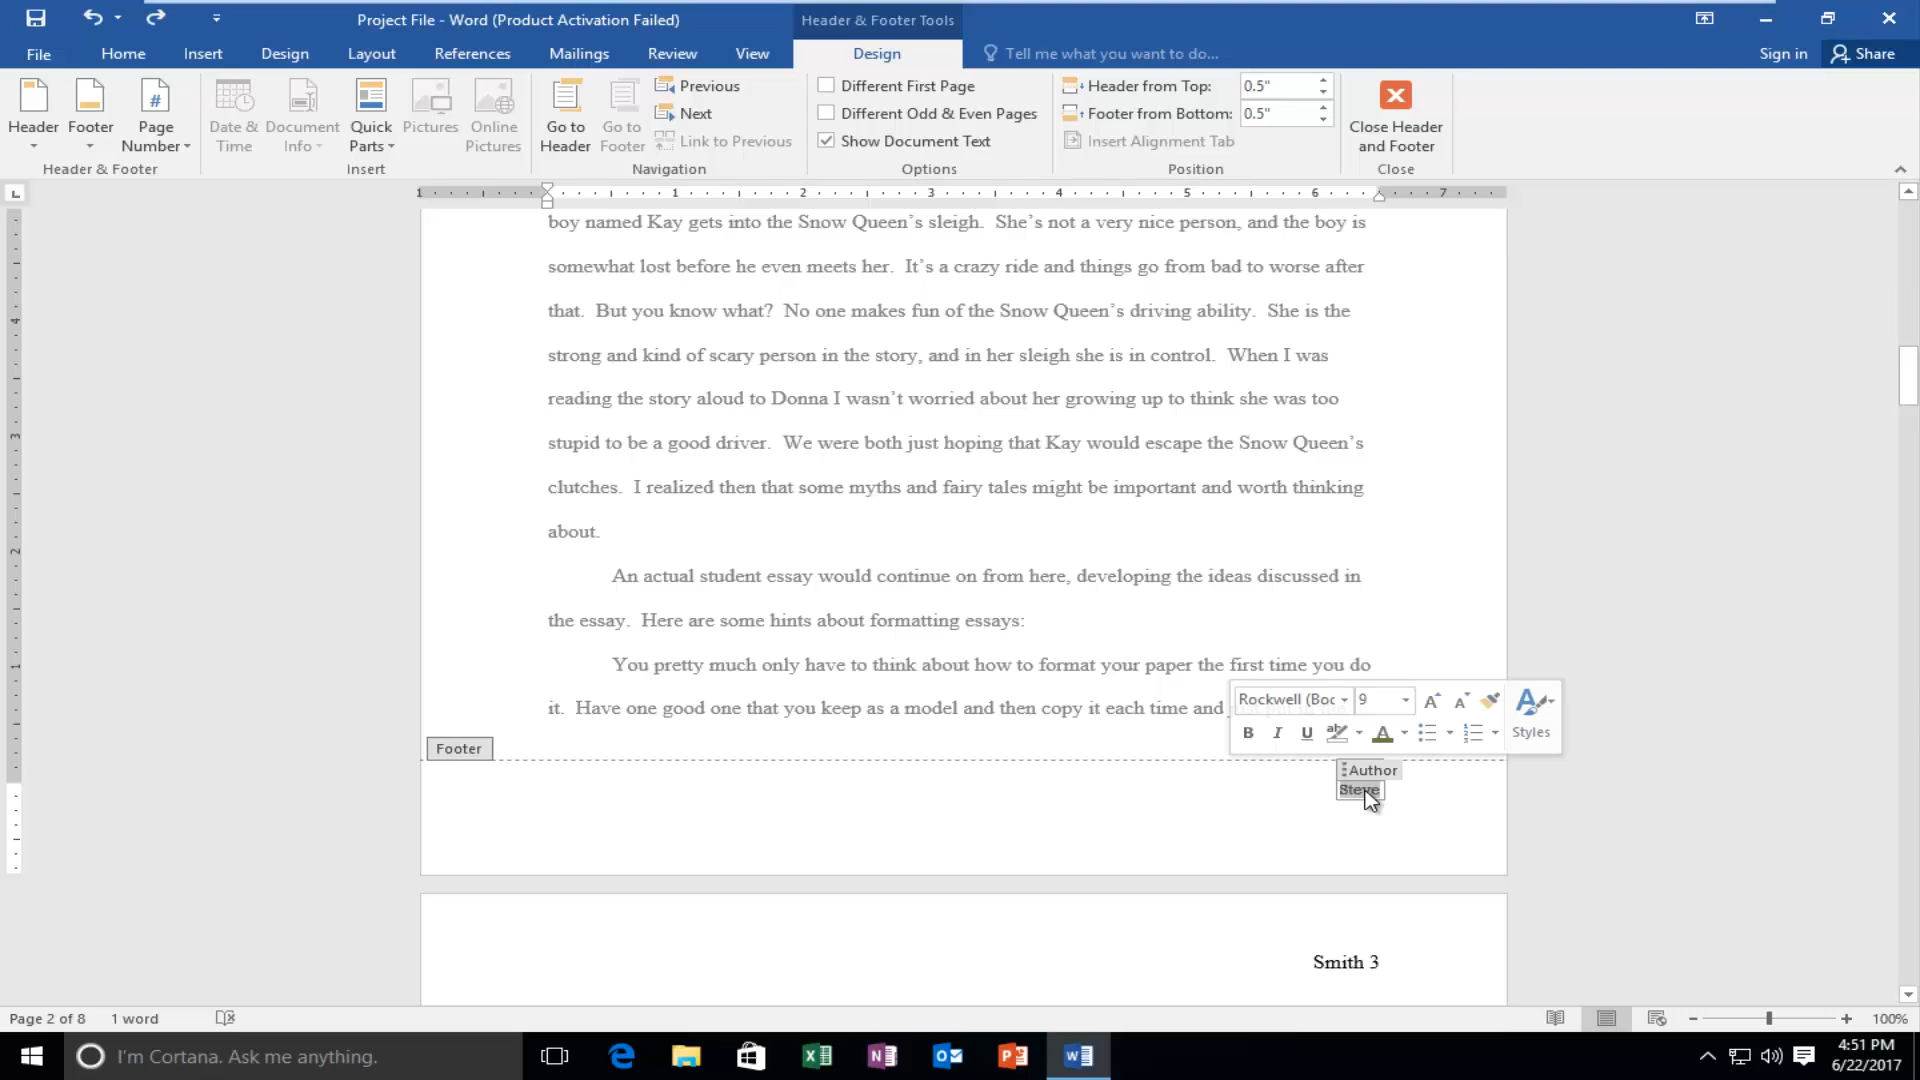 Project File - Word (Product Activation Failed)
Header & Footer Tools
File Home Insert Design Layout References Mailings Review View Design Tell me what you want to do... Sign in Share
Header Footer Page Number
Header & Footer
Date & Time Document Info Quick Parts Pictures Online Pictures
Insert
Go to Header Go to Footer
Previous
Next
Link to Previous
Navigation
Different First Page
Different Odd & Even Pages
Show Document Text
Options
Header from Top: 0.5"
Footer from Bottom: 0.5"
Insert Alignment Tab
Position
Close Header and Footer
Close
1 1 2 3 4 5 6 7
4
3
2
1
boy named Kay gets into the Snow Queen's sleigh.  She's not a very nice person, and the boy is
somewhat lost before he even meets her.  It's a crazy ride and things go from bad to worse after
that.  But you know what?  No one makes fun of the Snow Queen's driving ability.  She is the
strong and kind of scary person in the story, and in her sleigh she is in control.  When I was
reading the story aloud to Donna I wasn't worried about her growing up to think she was too
stupid to be a good driver.  We were both just hoping that Kay would escape the Snow Queen's
clutches.  I realized then that some myths and fairy tales might be important and worth thinking
about.
An actual student essay would continue on from here, developing the ideas discussed in
the essay.  Here are some hints about formatting essays:
You pretty much only have to think about how to format your paper the first time you do
it.  Have one good one that you keep as a model and then copy it each time and
Rockwell (Boc 9
B I U Styles
Footer
Author
Steve
Smith 3
Page 2 of 8 1 word 100%
I'm Cortana. Ask me anything.
4:51 PM
6/22/2017